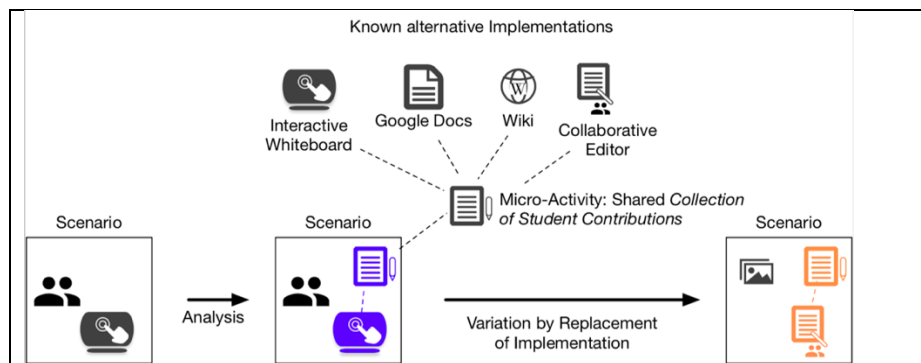 Known alternative Implementations
Interactive
Whiteboard
Google Docs
W
Wiki
Collaborative
Editor
Micro-Activity: Shared Collection
of Student Contributions
Scenario
Scenario
Scenario
Analysis
Variation by Replacement
of Implementation